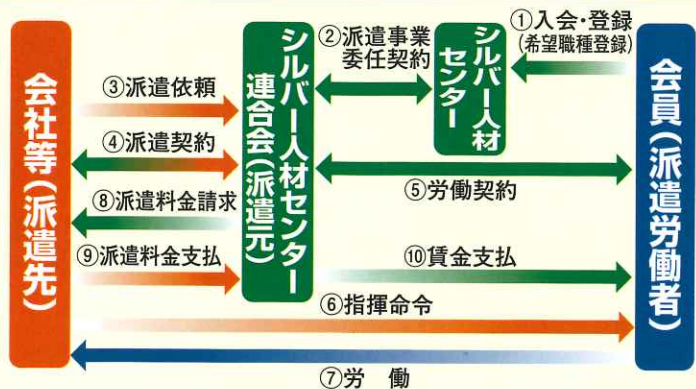 ①入会・登録
(希望職種登録)
②派遣事業
委任契約
シルバー人材
センター
会社等(派遣先)
③派遣依頼
シルバー人材センター
連合会(派遣元)
会員(派遣労働者)
④派遣契約
⑤労働契約
⑧派遣料金請求
⑨派遣料金支払
⑩賃金支払
⑥指揮命令
⑦労　働